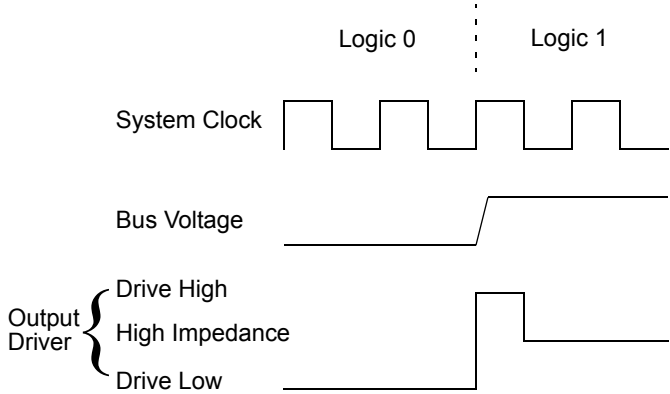 Logic 0
Logic 1
System Clock
Bus Voltage
Output
Driver
Drive High
High Impedance
Drive Low